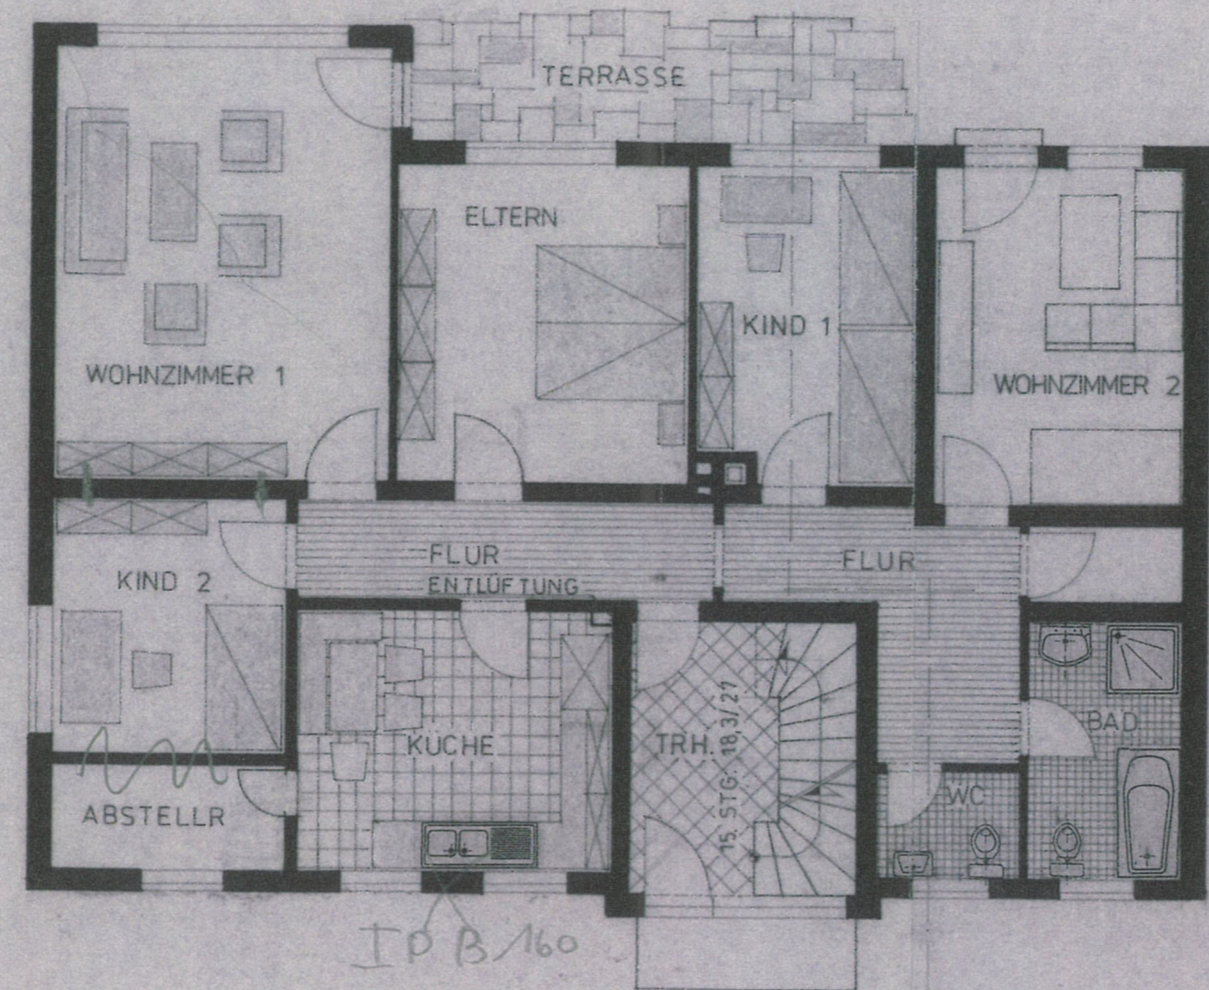 TERRASSE
ELTERN
KIND 1
WOHNZIMMER 1
WOHNZIMMER 2
FLUR
ENTLÜFTUNG
FLUR
KIND 2
KÜCHE
TRH.
15 STG. 18,3/27
BAD
WC
ABSTELLR
IPB 160